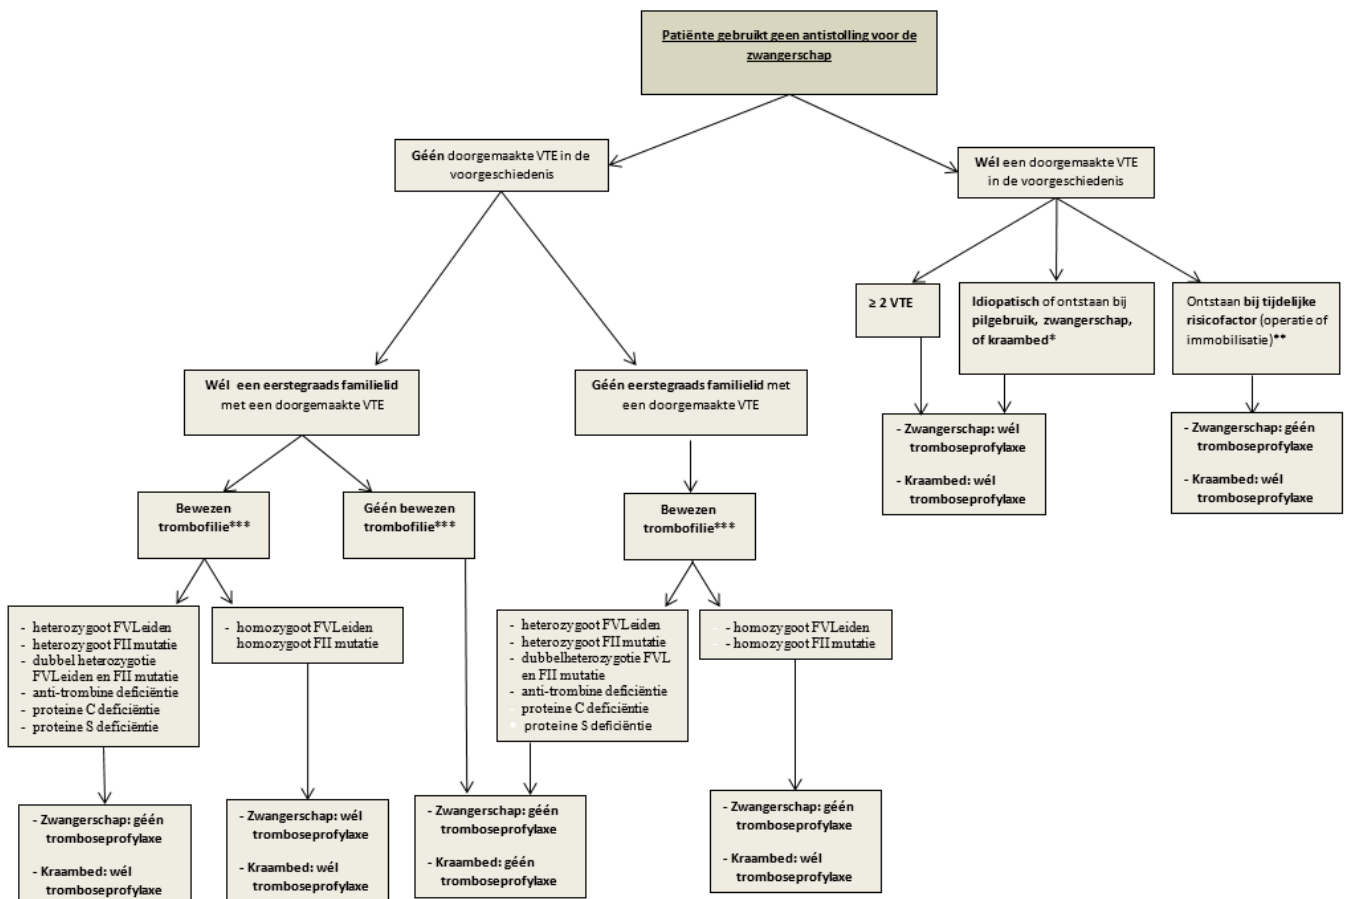 Patiënte gebruikt geen antistolling voor de
zwangerschap
Géén doorgemaakte VTE in de
voorgeschiedenis
Wél een doorgemaakte VTE
in de voorgeschiedenis
≥ 2 VTE
Idiopatisch of ontstaan bij
pilgebruik, zwangerschap,
of kraambed*
Ontstaan bij tijdelijke
risicofactor (operatie of
immobilisatie)**
- Zwangerschap: wél
tromboseprofylaxe
- Kraambed: wél
tromboseprofylaxe
- Zwangerschap: géén
tromboseprofylaxe
- Kraambed: wél
tromboseprofylaxe
Wél een eerstegraads familielid
met een doorgemaakte VTE
Géén eerstegraads familielid met
een doorgemaakte VTE
Bewezen
trombofilie***
Géén bewezen
trombofilie***
Bewezen
trombofilie***
- heterozygoot FVLeiden
- heterozygoot FII mutatie
- dubbel heterozygotie
FVLeiden en FII mutatie
- anti-trombine deficiëntie
- proteine C deficiëntie
- proteine S deficiëntie
- homozygoot FVLeiden
homozygoot FII mutatie
- heterozygoot FVLeiden
- heterozygoot FII mutatie
- dubbelheterozygotie FVL
en FII mutatie
- anti-trombine deficiëntie
proteine C deficiëntie
proteine S deficiëntie
- homozygoot FVLeiden
- homozygoot FII mutatie
- Zwangerschap: géén
tromboseprofylaxe
- Kraambed: wél
tromboseprofylaxe
- Zwangerschap: wél
tromboseprofylaxe
- Kraambed: wél
tromboseprofylaxe
- Zwangerschap: géén
tromboseprofylaxe
- Kraambed: géén
tromboseprofylaxe
- Zwangerschap: géén
tromboseprofylaxe
- Kraambed: wél
tromboseprofylaxe